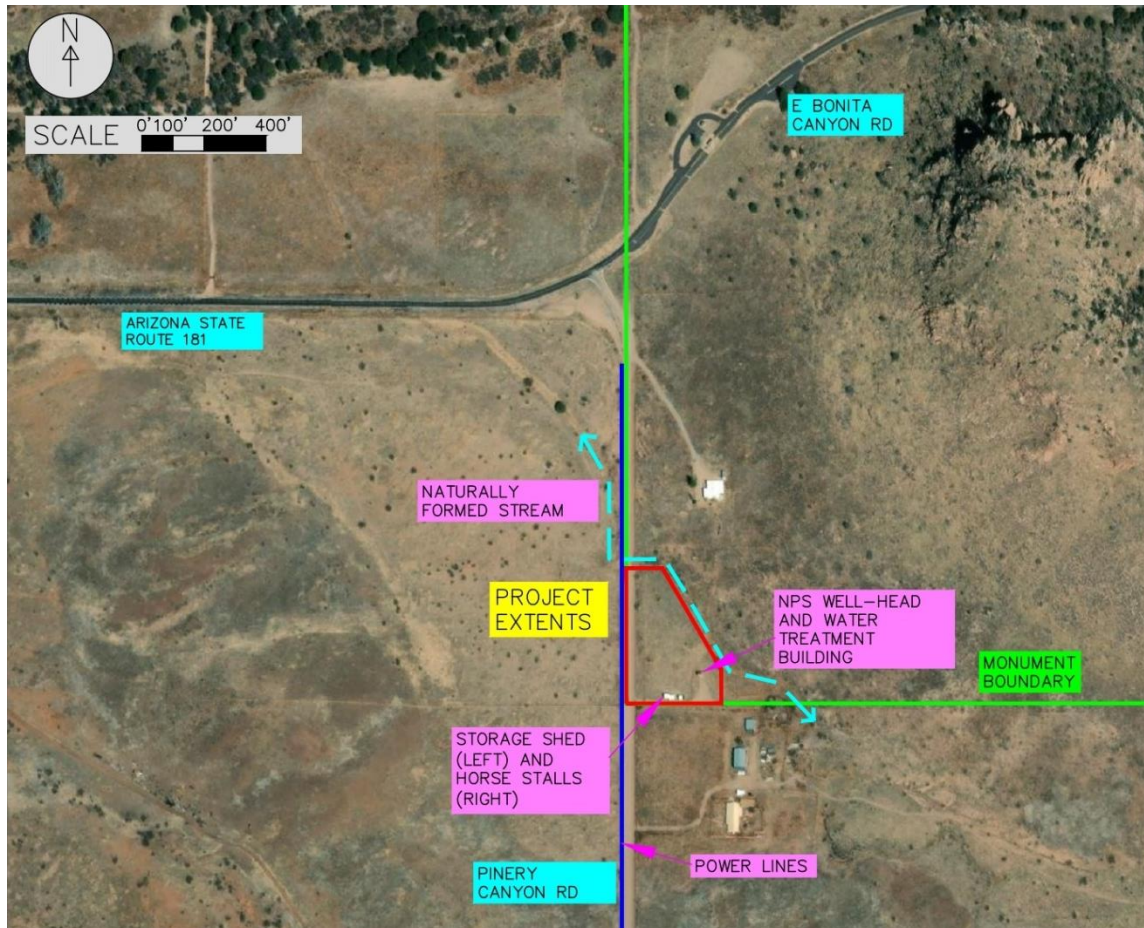 N
SCALE 0' 100' 200' 400'
E BONITA
CANYON RD
ARIZONA STATE
ROUTE 181
NATURALLY
FORMED STREAM
PROJECT
EXTENTS
NPS WELL-HEAD
AND WATER
TREATMENT
BUILDING
MONUMENT
BOUNDARY
STORAGE SHED
(LEFT) AND
HORSE STALLS
(RIGHT)
POWER LINES
PINERY
CANYON RD